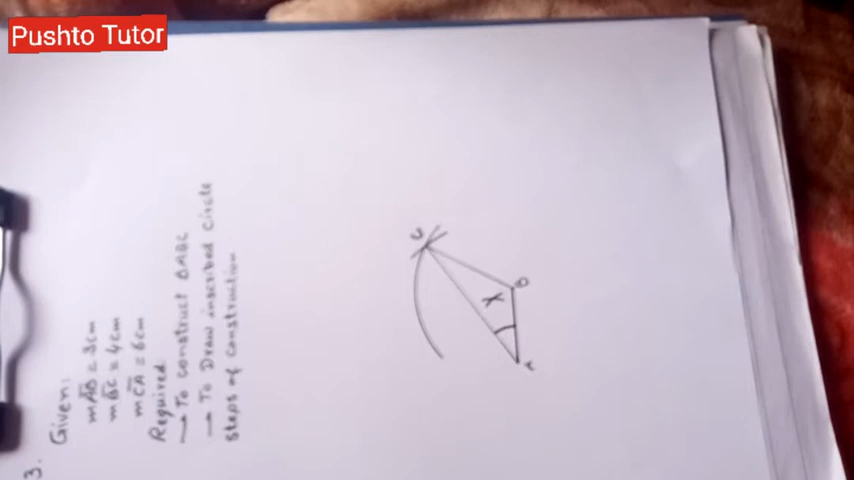 Pushto Tutor
3.
Given:
mAB = 3cm
mBC = 4cm
mCA = 6cm
Required
→ To construct ΔABC
→ To Draw inscribed circle
steps of construction
C
B
A